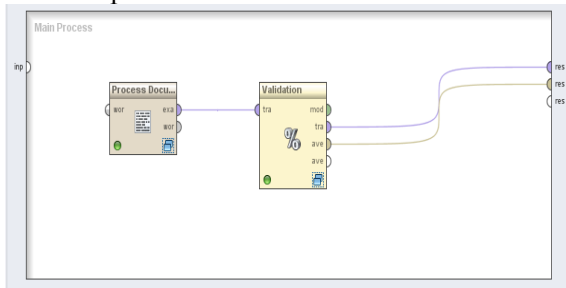 Main Process
inp
res
res
res
Process Docu...
wor exa
wor
Validation
tra mod
tra
% ave
ave